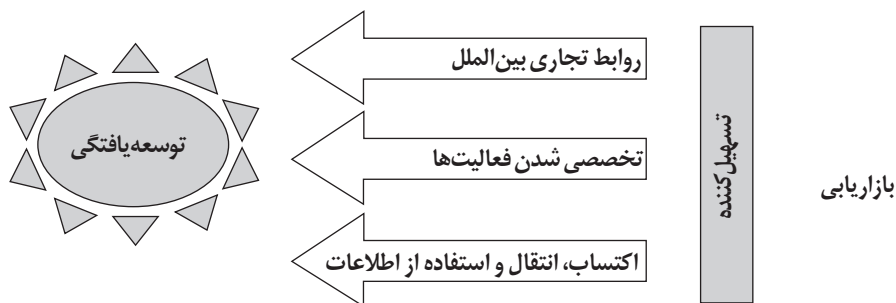 بازاریابی
تسهیل‌کننده
روابط تجاری بین‌الملل
تخصصی شدن فعالیت‌ها
اکتساب، انتقال و استفاده از اطلاعات
توسعه‌یافتگی